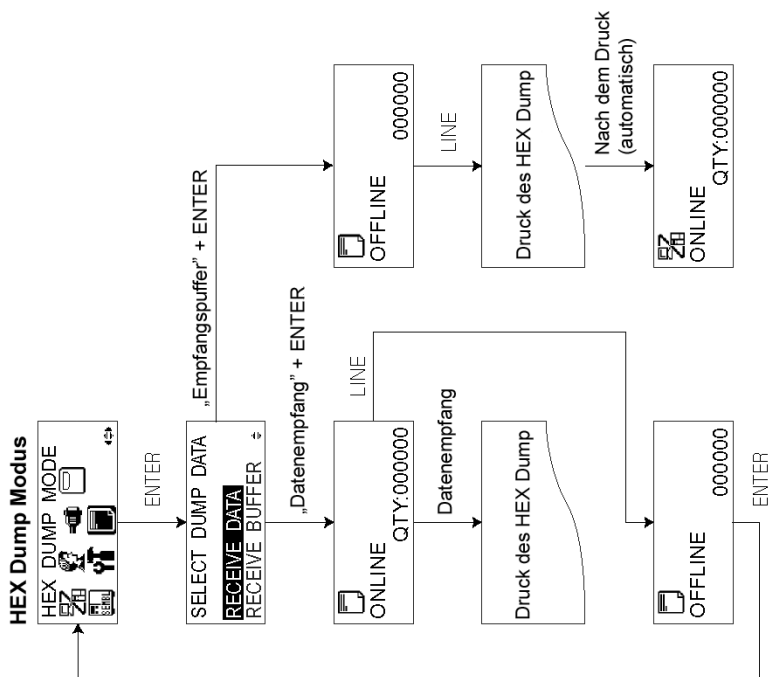 HEX Dump Modus
HEX DUMP MODE
SEMBL
ENTER
SELECT DUMP DATA
RECEIVE DATA
RECEIVE BUFFER
„Empfangspuffer” + ENTER
„Datenempfang” + ENTER
ONLINE
QTY:000000
LINE
Datenempfang
Druck des HEX Dump
OFFLINE
000000
ENTER
OFFLINE
000000
LINE
Druck des HEX Dump
Nach dem Druck
(automatisch)
ONLINE
QTY:000000